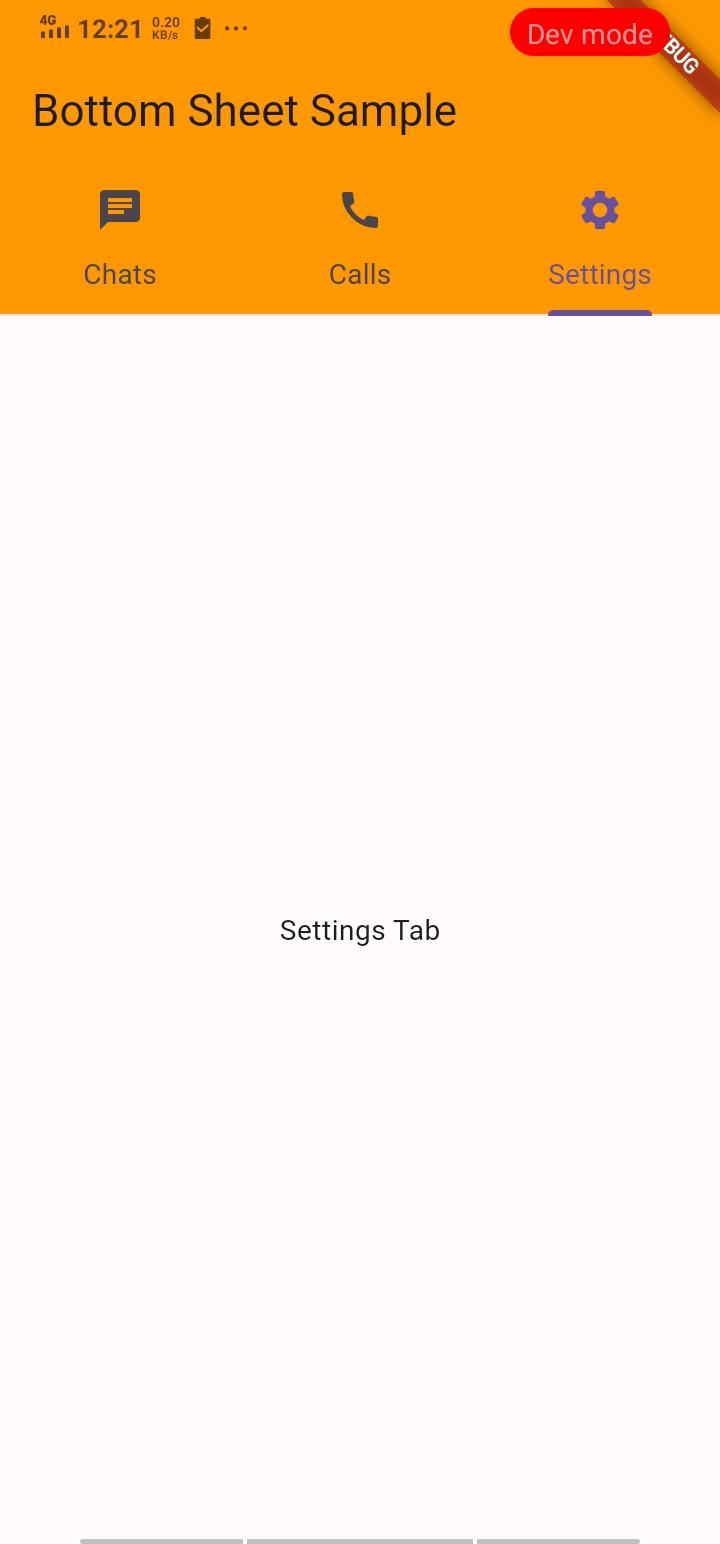 4G
12:21
0.20
KB/s
Dev mode
BUG
Bottom Sheet Sample
Chats
Calls
Settings
Settings Tab